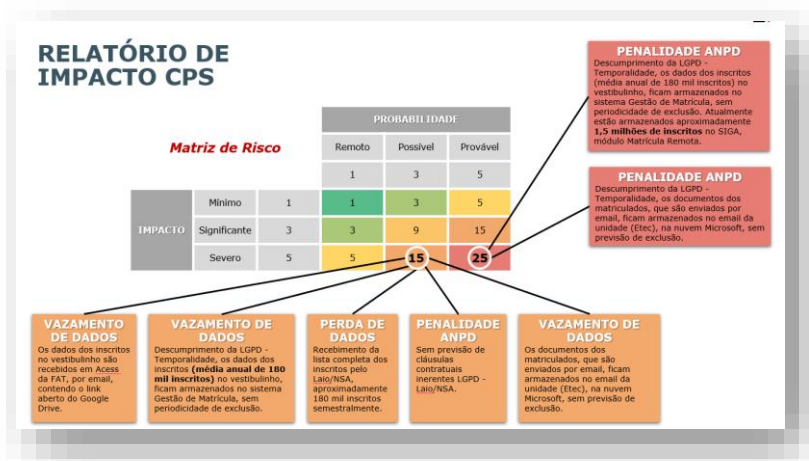 RELATÓRIO DE
IMPACTO CPS
PENALIDADE ANPD
Descumprimento da LGPD -
Temporalidade, os dados dos inscritos
(média anual de 180 mil inscritos) no
vestibulinho, ficam armazenados no
sistema Gestão de Matrícula, sem
periodicidade de exclusão. Atualmente
estão armazenados aproximadamente
1,5 milhões de inscritos no SIGA,
módulo Matrícula Remota.
PENALIDADE ANPD
Descumprimento da LGPD -
Temporalidade, os documentos dos
matriculados, que são enviados por
email, ficam armazenados no email da
unidade (Etec), na nuvem Microsoft, sem
previsão de exclusão.
Matriz de Risco
PROBABILIDADE
Remoto Possível Provável
1 3 5
IMPACTO
Mínimo 1 1 3 5
Significante 3 3 9 15
Severo 5 5 15 25
VAZAMENTO
DE DADOS
Os dados dos inscritos
no vestibulinho são
recebidos em Acess
da FAT, por email,
contendo o link
aberto do Google
Drive.
VAZAMENTO DE
DADOS
Descumprimento da LGPD -
Temporalidade, os dados dos
inscritos (média anual de 180
mil inscritos) no vestibulinho,
ficam armazenados no sistema
Gestão de Matrícula, sem
periodicidade de exclusão.
PERDA DE
DADOS
Recebimento da
lista completa dos
inscritos pelo
Laio/NSA,
aproximadamente
180 mil inscritos
semestralmente.
PENALIDADE
ANPD
Sem previsão de
cláusulas
contratuais
inerentes LGPD -
Laio/NSA.
VAZAMENTO DE
DADOS
Os documentos dos
matriculados, que são
enviados por email, ficam
armazenados no email da
unidade (Etec), na nuvem
Microsoft, sem previsão de
exclusão.